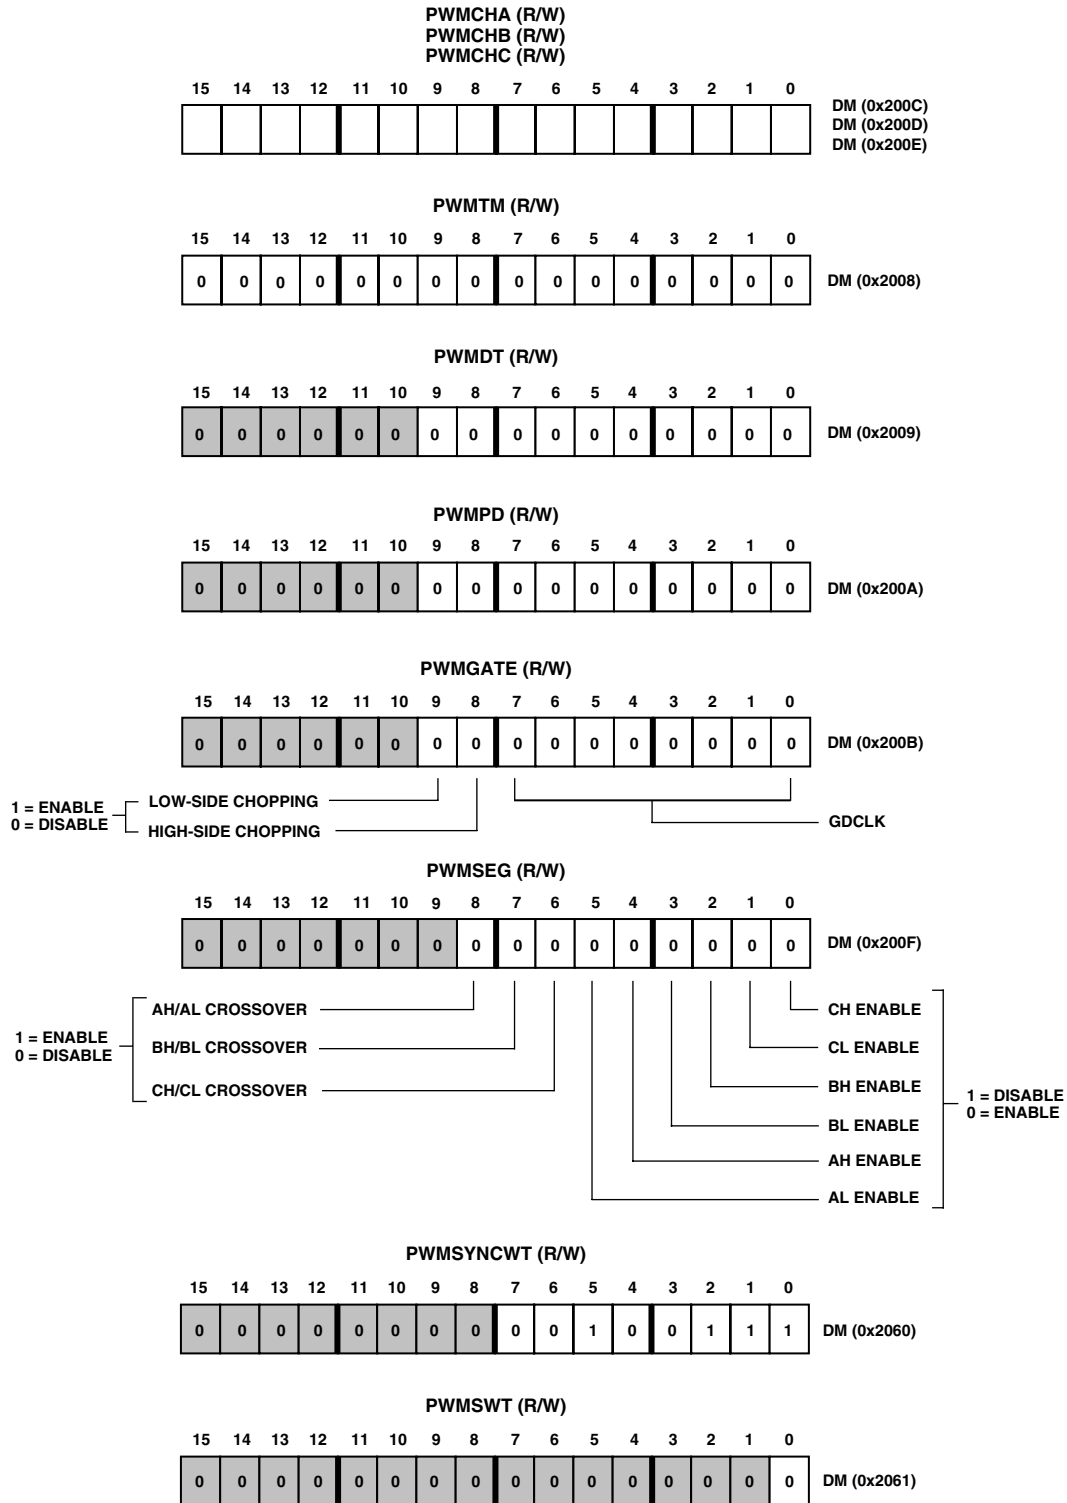 PWMCHA (R/W)
PWMCHB (R/W)
PWMCHC (R/W)
15 14 13 12 11 10 9 8 7 6 5 4 3 2 1 0
DM (0x200C)
DM (0x200D)
DM (0x200E)
PWMTM (R/W)
15 14 13 12 11 10 9 8 7 6 5 4 3 2 1 0
0 0 0 0 0 0 0 0 0 0 0 0 0 0 0 0 DM (0x2008)
PWMDT (R/W)
15 14 13 12 11 10 9 8 7 6 5 4 3 2 1 0
0 0 0 0 0 0 0 0 0 0 0 0 0 0 0 0 DM (0x2009)
PWMPD (R/W)
15 14 13 12 11 10 9 8 7 6 5 4 3 2 1 0
0 0 0 0 0 0 0 0 0 0 0 0 0 0 0 0 DM (0x200A)
PWMGATE (R/W)
15 14 13 12 11 10 9 8 7 6 5 4 3 2 1 0
0 0 0 0 0 0 0 0 0 0 0 0 0 0 0 0 DM (0x200B)
1 = ENABLE
0 = DISABLE
LOW-SIDE CHOPPING
HIGH-SIDE CHOPPING
GDCLK
PWMSEG (R/W)
15 14 13 12 11 10 9 8 7 6 5 4 3 2 1 0
0 0 0 0 0 0 0 0 0 0 0 0 0 0 0 0 DM (0x200F)
1 = ENABLE
0 = DISABLE
AH/AL CROSSOVER
BH/BL CROSSOVER
CH/CL CROSSOVER
CH ENABLE
CL ENABLE
BH ENABLE
BL ENABLE
AH ENABLE
AL ENABLE
1 = DISABLE
0 = ENABLE
PWMSYNCWT (R/W)
15 14 13 12 11 10 9 8 7 6 5 4 3 2 1 0
0 0 0 0 0 0 0 0 0 0 1 0 0 1 1 1 DM (0x2060)
PWMSWT (R/W)
15 14 13 12 11 10 9 8 7 6 5 4 3 2 1 0
0 0 0 0 0 0 0 0 0 0 0 0 0 0 0 0 DM (0x2061)